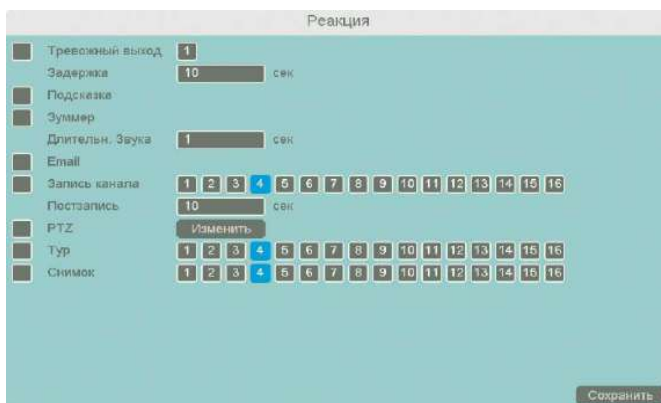 Реакция
Тревожный выход 1
Задержка 10 сек
Подсказка
Зуммер
Длительн. Звука 1 сек
Email
Запись канала 1 2 3 4 5 6 7 8 9 10 11 12 13 14 15 16
Постзапись 10 сек
PTZ Изменить
Тур 1 2 3 4 5 6 7 8 9 10 11 12 13 14 15 16
Снимок 1 2 3 4 5 6 7 8 9 10 11 12 13 14 15 16
Сохранить